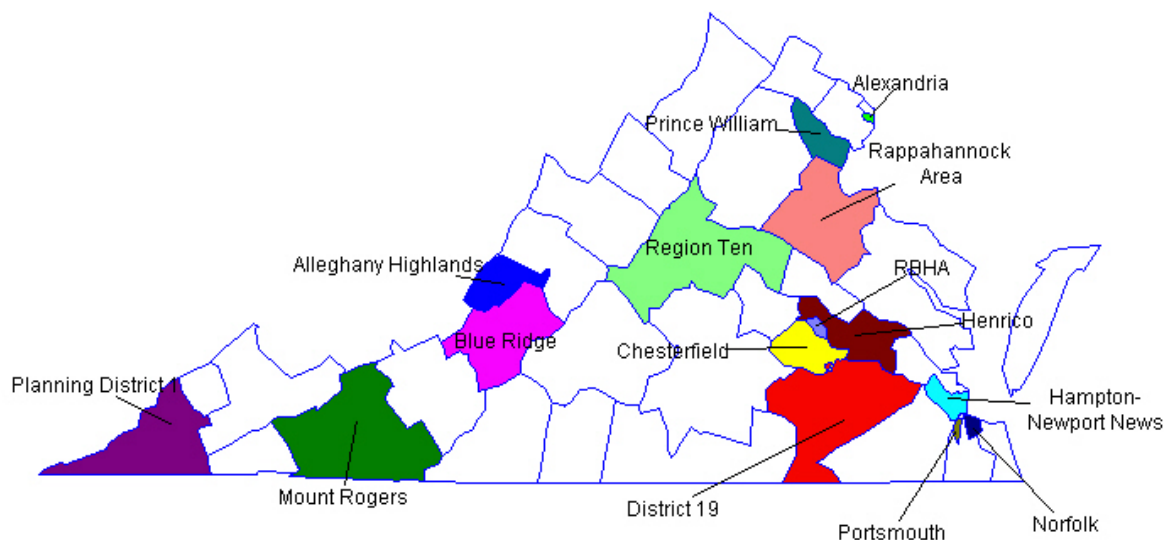 Alexandria
Prince William
Rappahannock
Area
Region Ten
Alleghany Highlands
RBHA
Henrico
Blue Ridge
Chesterfield
Planning District 1
Hampton-
Newport News
Mount Rogers
District 19
Portsmouth
Norfolk